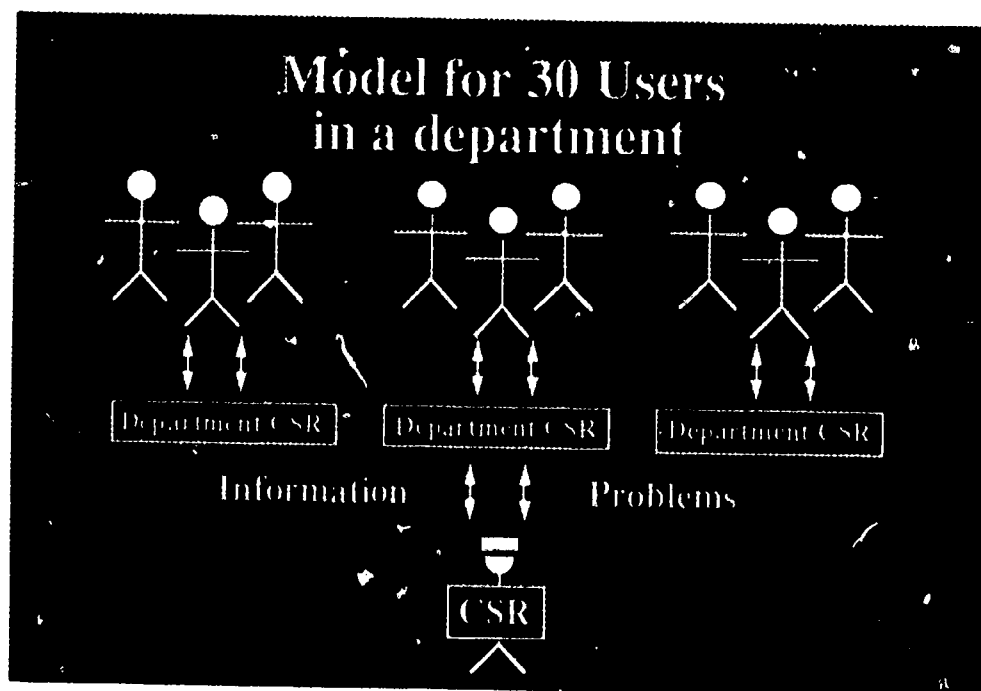 Model for 30 Users
in a department
Department CSR
Department CSR
Department CSR
Information
Problems
CSR